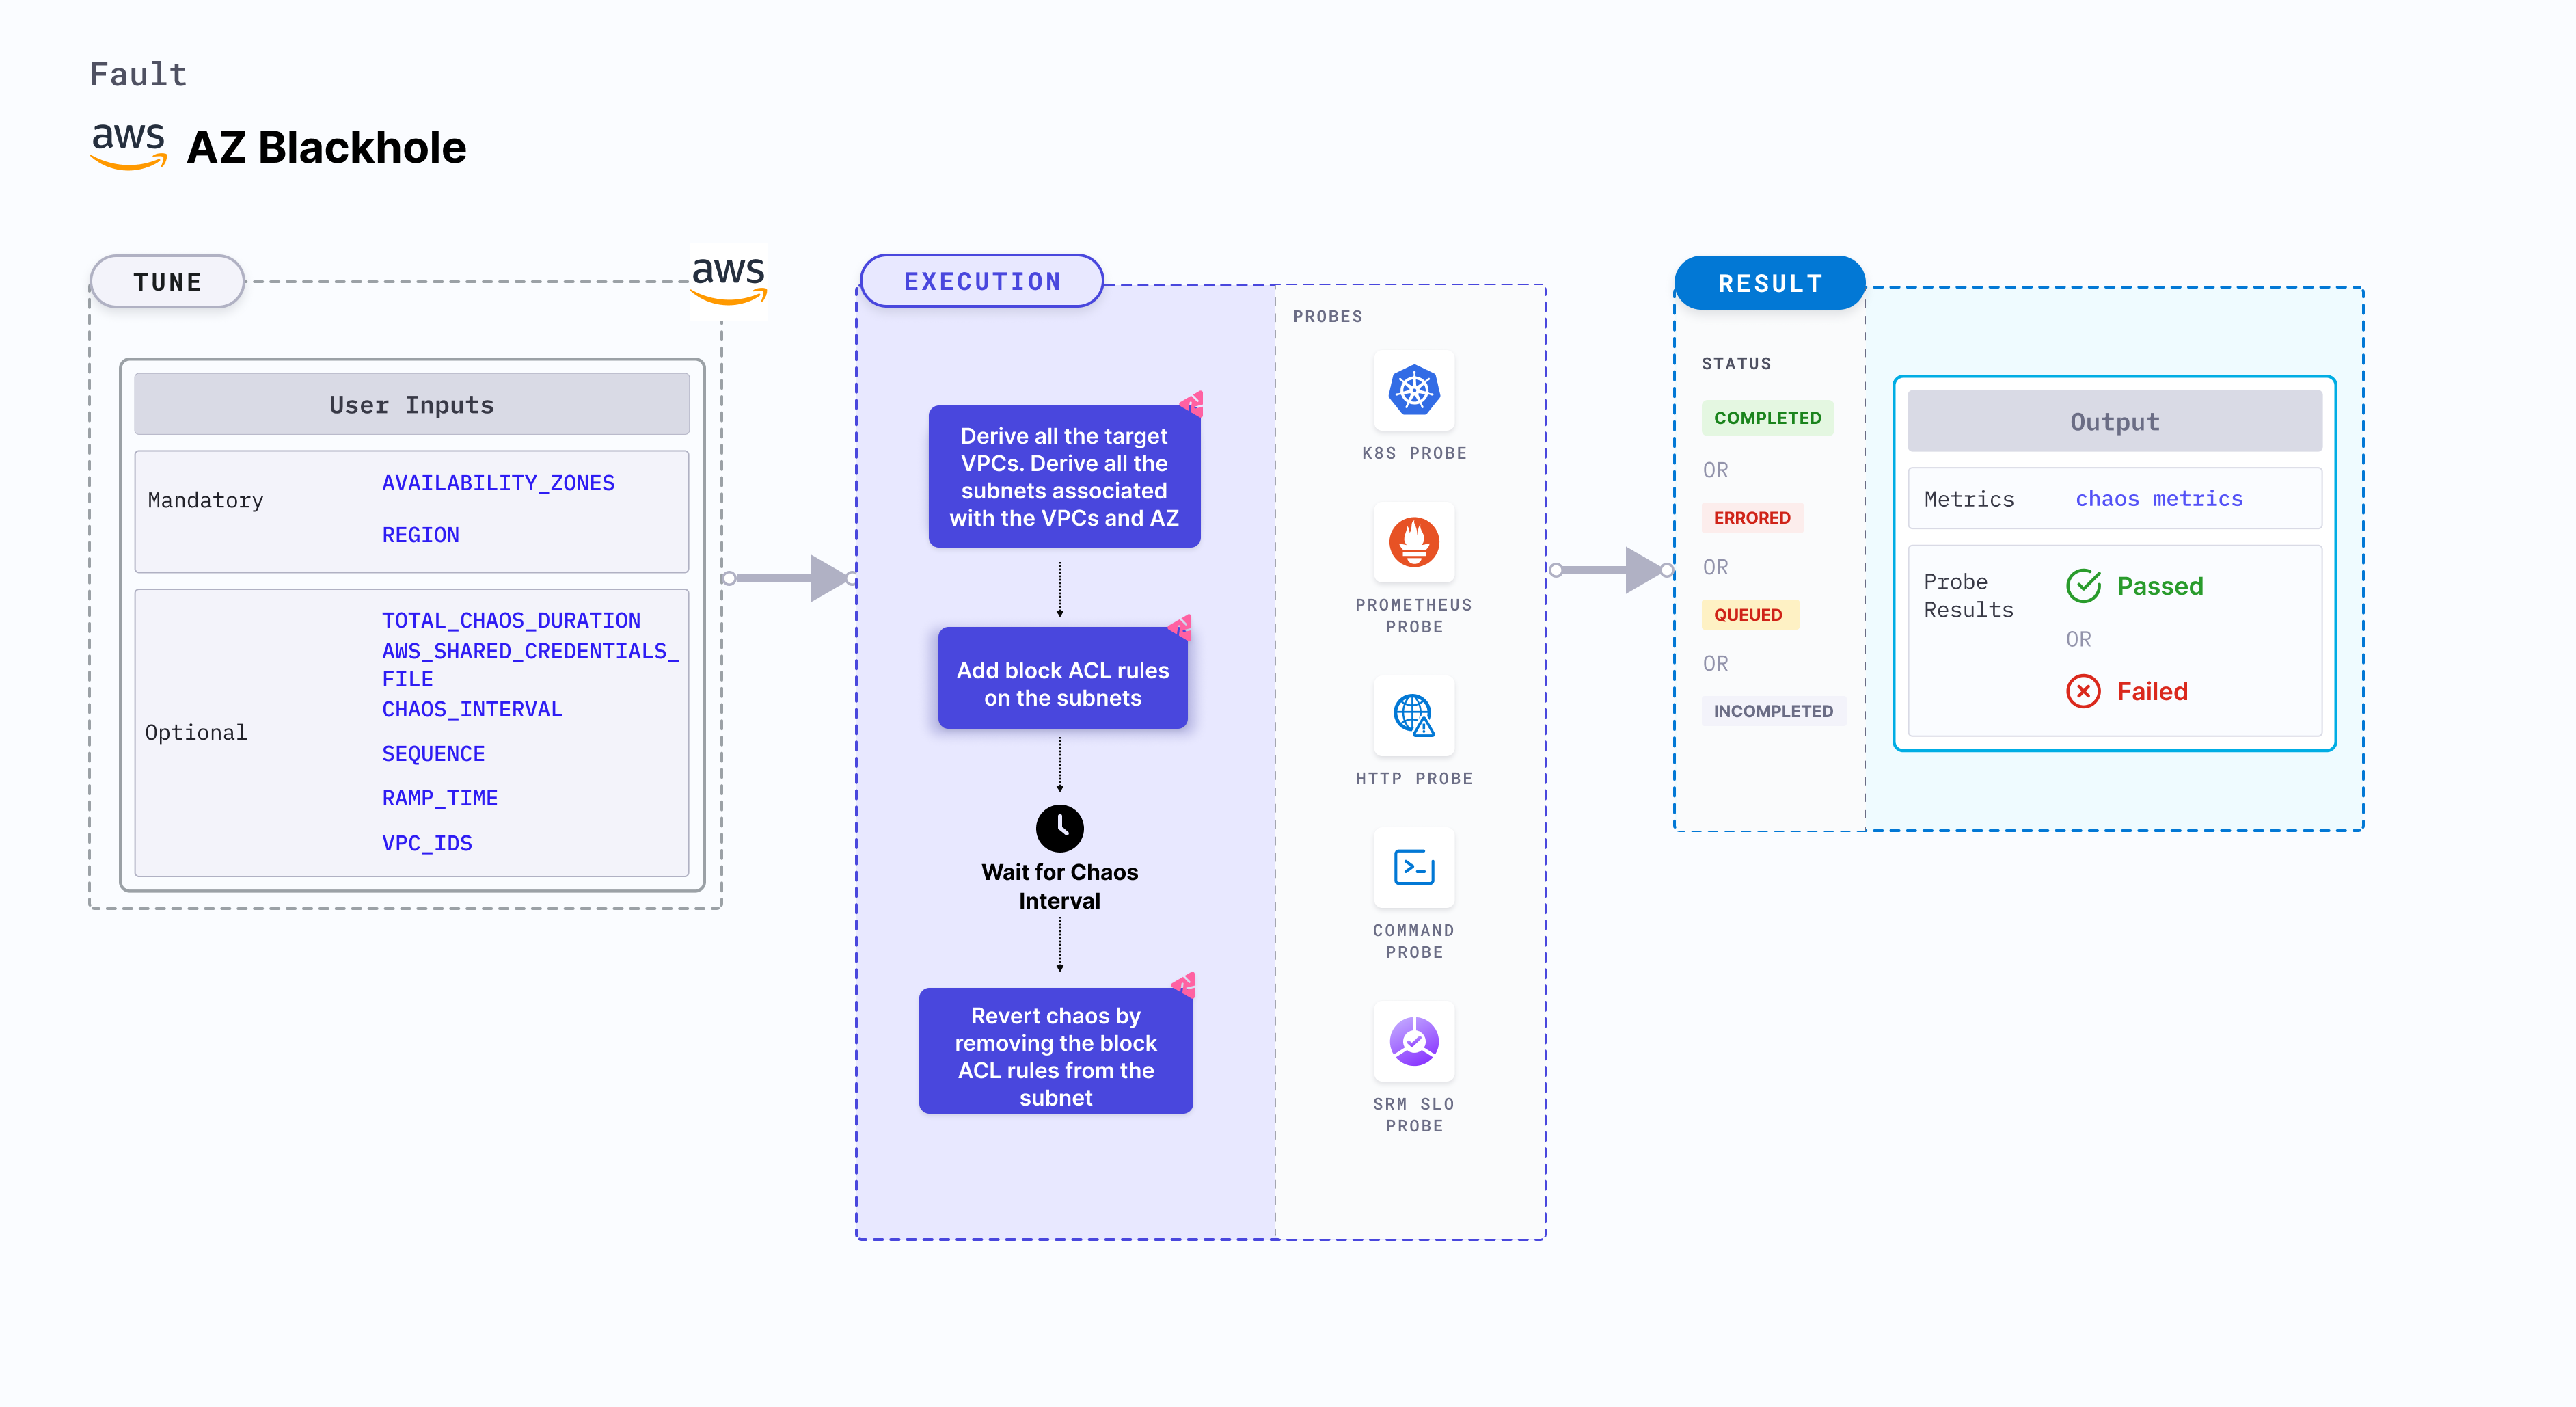 Fault
aws AZ Blackhole
TUNE
aws
User Inputs
Mandatory
AVAILABILITY_ZONES
REGION
Optional
TOTAL_CHAOS_DURATION
AWS_SHARED_CREDENTIALS_
FILE
CHAOS_INTERVAL
SEQUENCE
RAMP_TIME
VPC_IDS
EXECUTION
Derive all the target
VPCs. Derive all the
subnets associated
with the VPCs and AZ
Add block ACL rules
on the subnets
Wait for Chaos
Interval
Revert chaos by
removing the block
ACL rules from the
subnet
PROBES
K8S PROBE
PROMETHEUS
PROBE
HTTP PROBE
COMMAND
PROBE
SRM SLO
PROBE
RESULT
STATUS
COMPLETED
OR
ERRORED
OR
QUEUED
OR
INCOMPLETED
Output
Metrics
chaos metrics
Probe
Results
Passed
OR
Failed